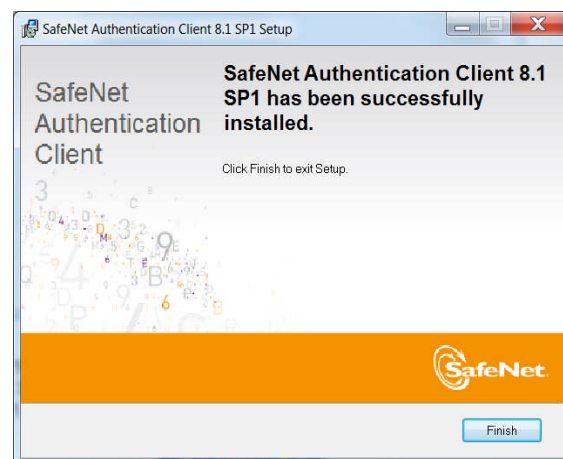 SafeNet Authentication Client 8.1 SP1 Setup
SafeNet
Authentication
Client
SafeNet Authentication Client 8.1
SP1 has been successfully
installed.
Click Finish to exit Setup.
SafeNet.
Finish